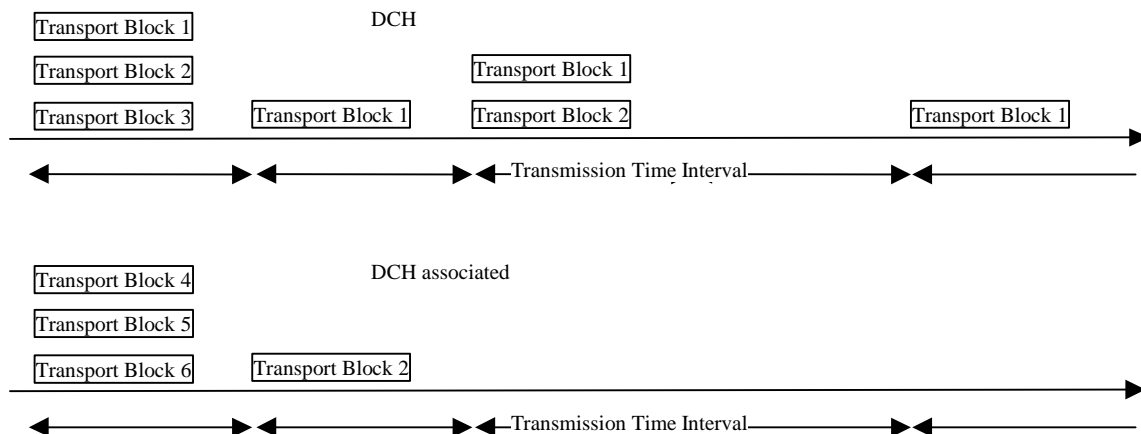 Transport Block 1
DCH
Transport Block 2
Transport Block 1
Transport Block 3
Transport Block 1
Transport Block 2
Transport Block 1
Transmission Time Interval
Transport Block 4
DCH associated
Transport Block 5
Transport Block 6
Transport Block 2
Transmission Time Interval